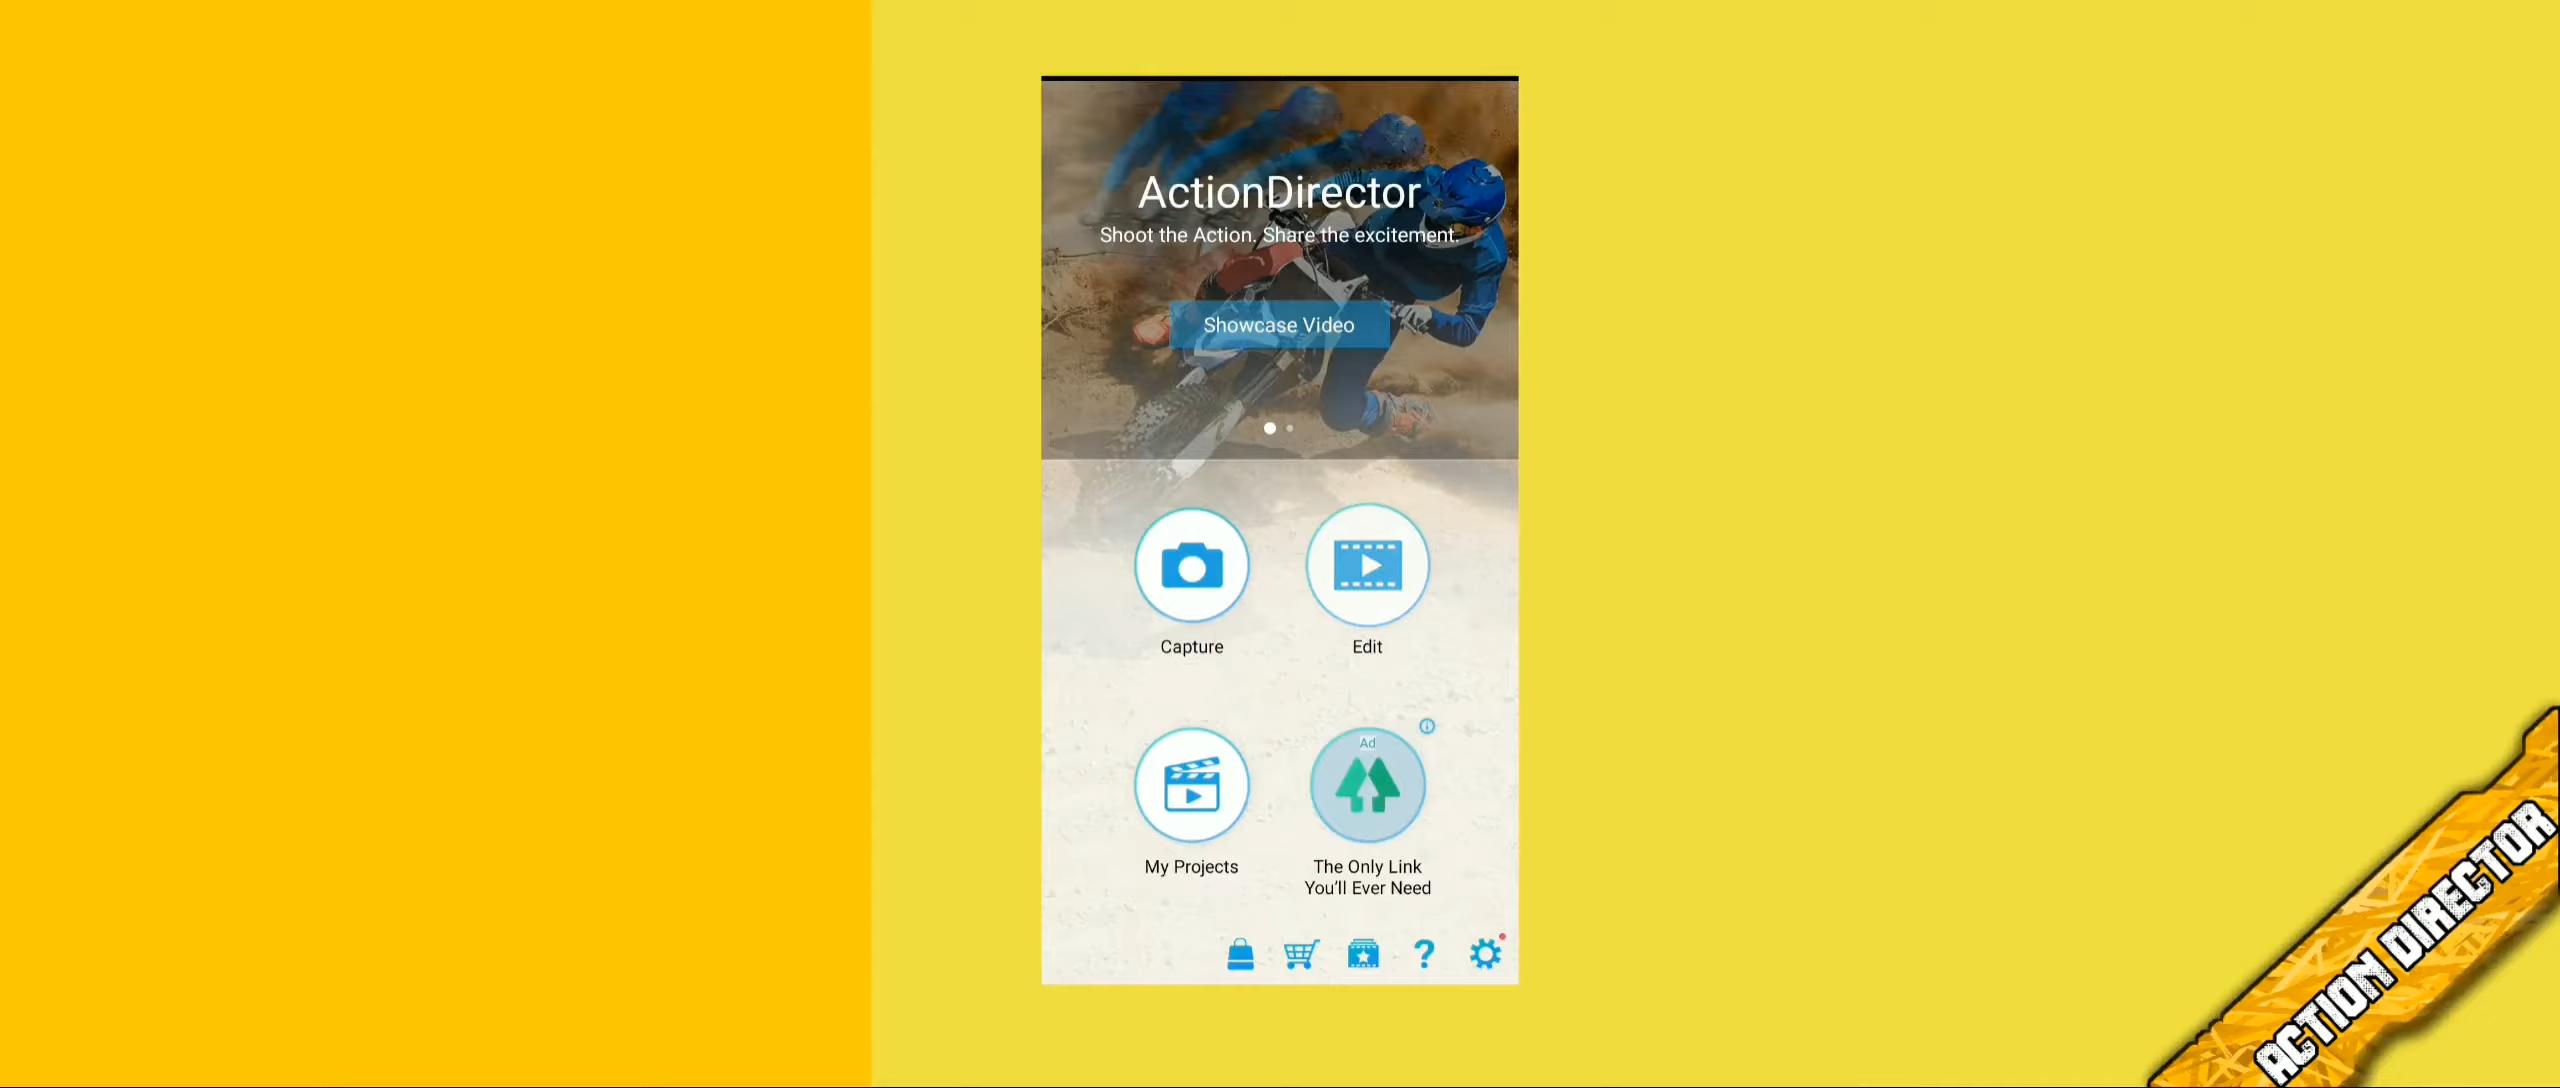 ActionDirector
Shoot the Action. Share the excitement.
Showcase Video
Capture
Edit
Ad
My Projects
The Only Link
You'll Ever Need
?
ACTION DIRECTOR